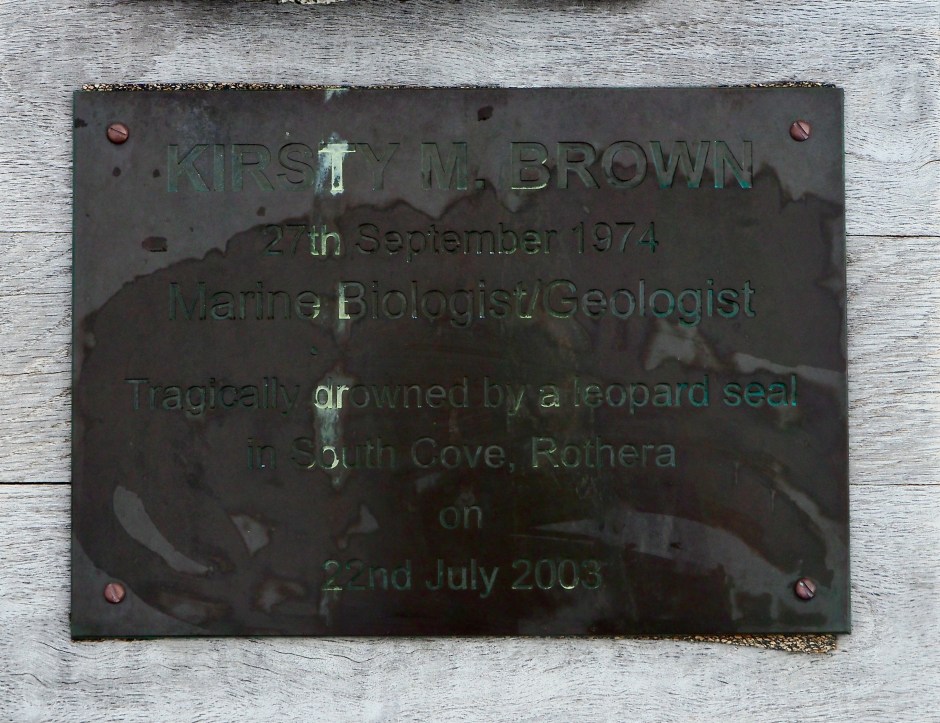 KIRSTY M. BROWN
27th September 1974
Marine Biologist/Geologist
Tragically drowned by a leopard seal
in South Cove, Rothera
on
22nd July 2003